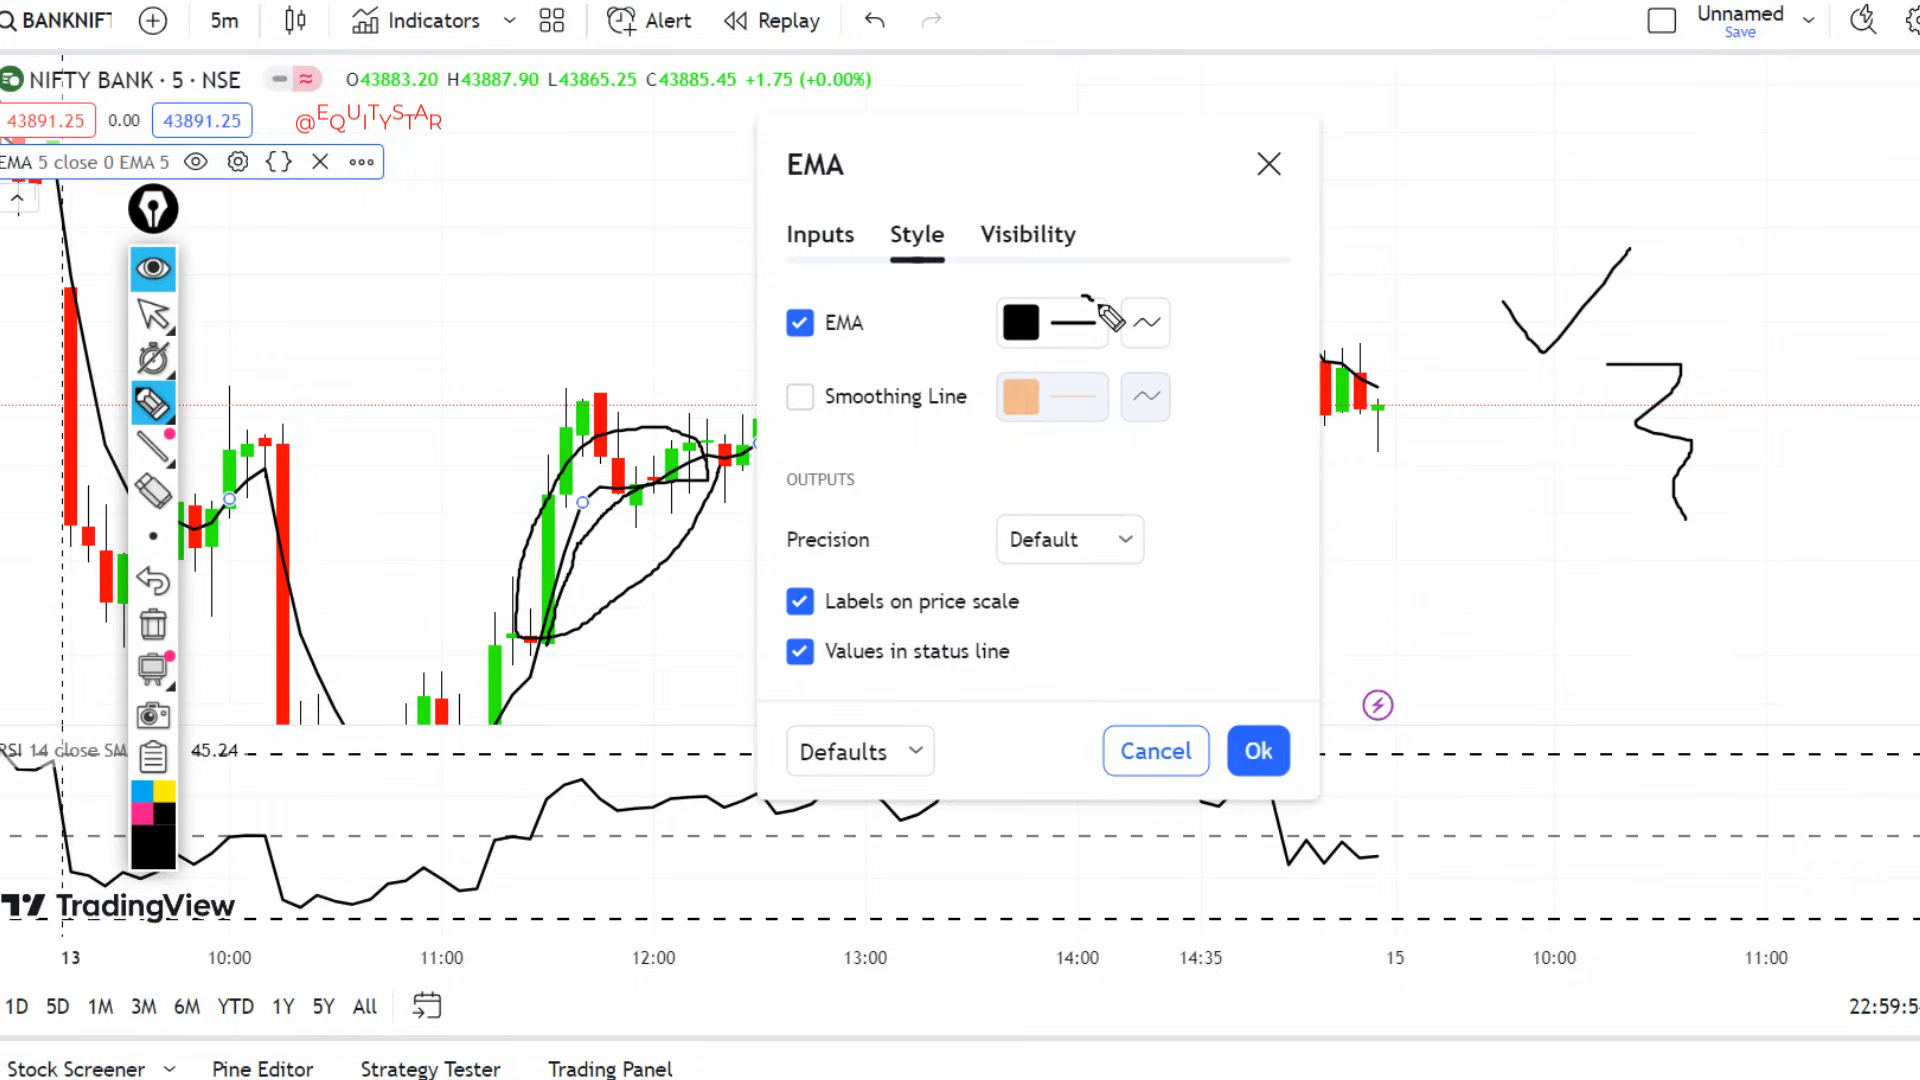 BANKNIFT 5m Indicators Alert Replay Unnamed
Save
NIFTY BANK · 5 · NSE O43883.20 H43887.90 L43865.25 C43885.45 +1.75 (+0.00%)
43891.25 0.00 43891.25 @EQUITYSTAR
EMA 5 close 0 EMA 5
EMA
Inputs Style Visibility
EMA
Smoothing Line
OUTPUTS
Precision Default
Labels on price scale
Values in status line
Defaults Cancel Ok
RSI 14 close SMA 45.24
TradingView
13 10:00 11:00 12:00 13:00 14:00 14:35 15 10:00 11:00
1D 5D 1M 3M 6M YTD 1Y 5Y All 22:59:5
Stock Screener Pine Editor Strategy Tester Trading Panel